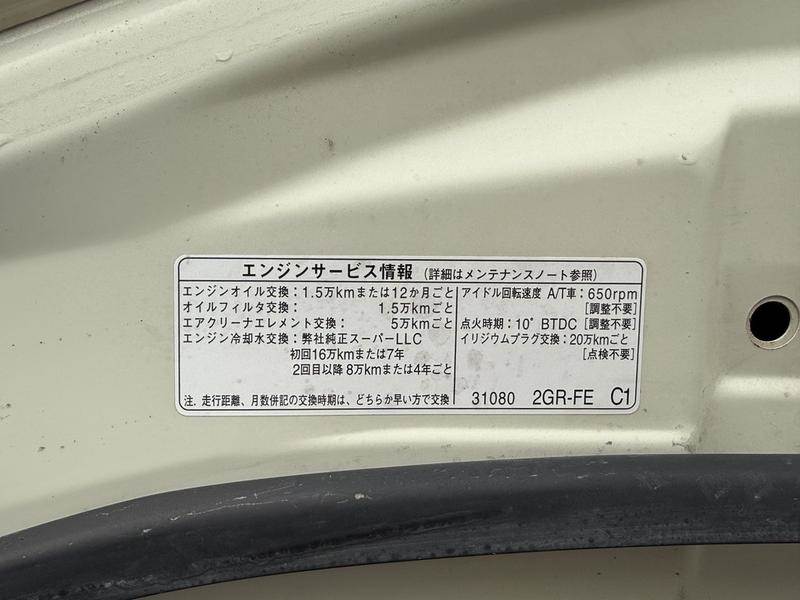 エンジンサービス情報 (詳細はメンテナンスノート参照)
エンジンオイル交換：1.5万kmまたは12か月ごと
オイルフィルタ交換： 1.5万kmごと
エアクリーナエレメント交換： 5万kmごと
エンジン冷却水交換：弊社純正スーパーLLC
初回16万kmまたは7年
2回目以降8万kmまたは4年ごと
注. 走行距離、月数併記の交換時期は、どちらか早い方で交換
アイドル回転速度 A/T車：650rpm
[調整不要]
点火時期：10° BTDC [調整不要]
イリジウムプラグ交換：20万kmごと
[点検不要]
31080 2GR-FE C1